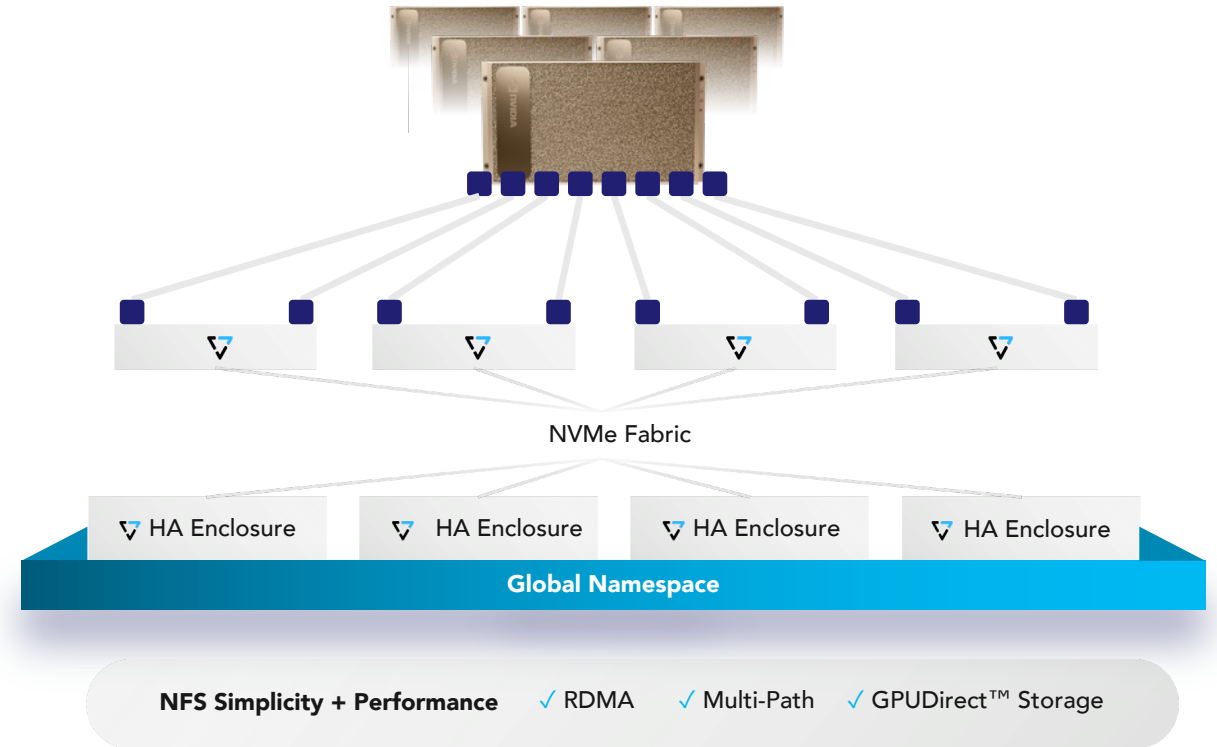 NVIDIA
NVMe Fabric
HA Enclosure
HA Enclosure
HA Enclosure
HA Enclosure
Global Namespace
NFS Simplicity + Performance ✓ RDMA ✓ Multi-Path ✓ GPUDirect™ Storage